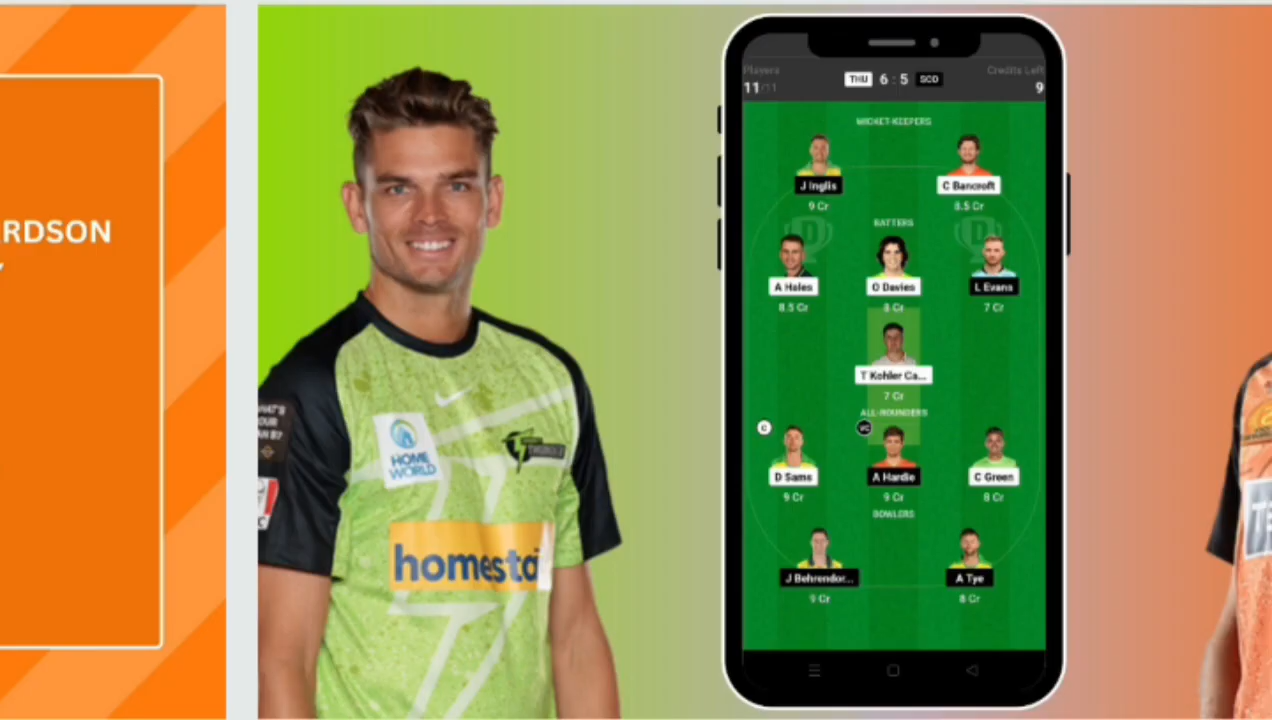 RDSON
Y
WHAT'S
OUR
HOME
WORLD
homesta
Players
11/11
THU 6 : 5 SCO
Credits Left
9
WICKET-KEEPERS
J Inglis
9 Cr
C Bancroft
8.5 Cr
BATTERS
A Hales
8.5 Cr
O Davies
8 Cr
L Evans
7 Cr
T Kohler Ca...
7 Cr
ALL-ROUNDERS
C
D Sams
9 Cr
VC
A Hardie
9 Cr
C Green
8 Cr
BOWLERS
J Behrendor...
9 Cr
A Tye
8 Cr
TE